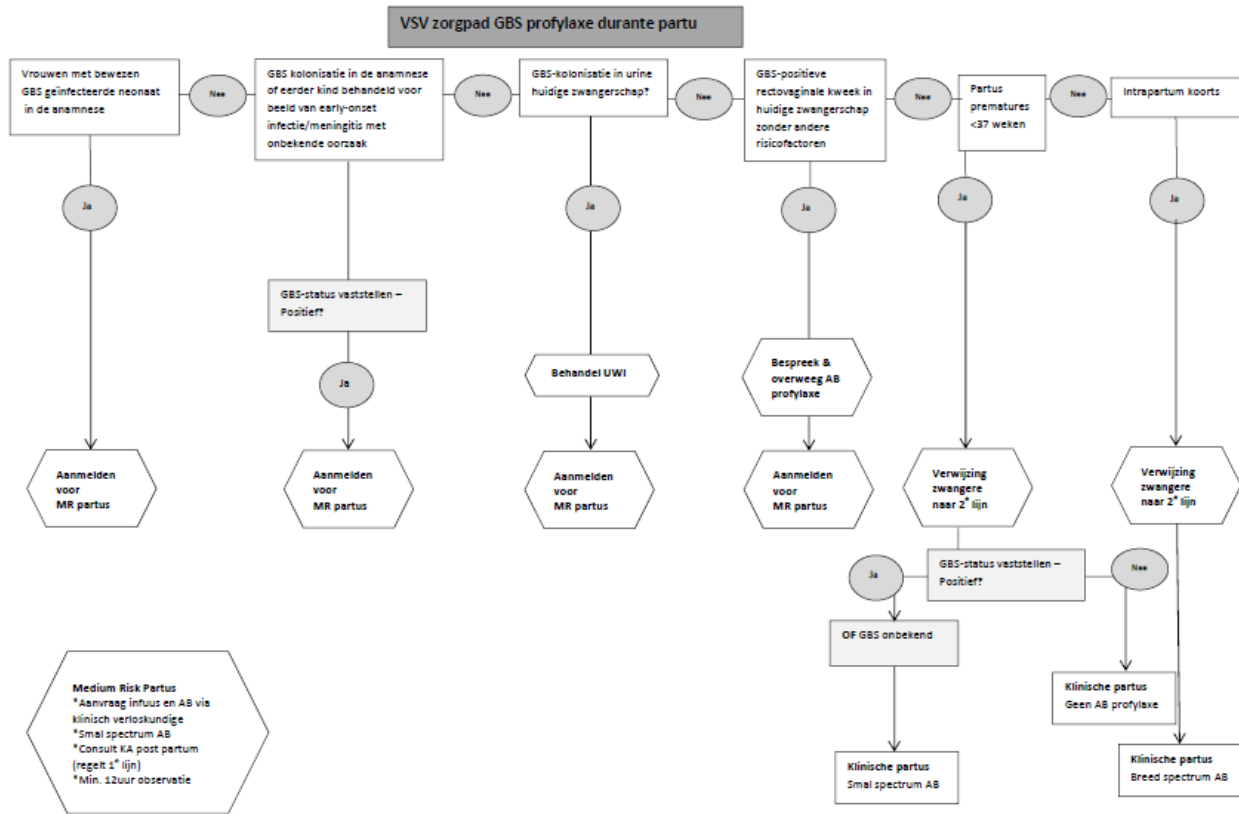 VSV zorgpad GBS profylaxe durante partu
Vrouwen met bewezen
GBS geïnfecteerde neonaat
in de anamnese
Nee
GBS kolonisatie in de anamnese
of eerder kind behandeld voor
beeld van early-onset
infectie/meningitis met
onbekende oorzaak
Nee
GBS-kolonisatie in urine
huidige zwangerschap?
Nee
GBS-positieve
rectovaginale kweek in
huidige zwangerschap
zonder andere
risicofactoren
Nee
Partus
prematures
<37 weken
Nee
Intrapartum koorts
Ja
Ja
Ja
Ja
Ja
GBS-status vaststellen –
Positief?
Ja
Behandel UWI
Bespreek &
overweeg AB
profylaxe
Aanmelden
voor
MR partus
Aanmelden
voor
MR partus
Aanmelden
voor
MR partus
Aanmelden
voor
MR partus
Verwijzing
zwangere
naar 2e lijn
Verwijzing
zwangere
naar 2e lijn
GBS-status vaststellen –
Positief?
Ja
Nee
OF GBS onbekend
Klinische partus
Geen AB profylaxe
Klinische partus
Smal spectrum AB
Klinische partus
Breed spectrum AB
Medium Risk Partus
*Aanvraag infuus en AB via
klinisch verloskundige
*Smal spectrum AB
*Consult KA post partum
(regelt 1e lijn)
*Min. 12uur observatie